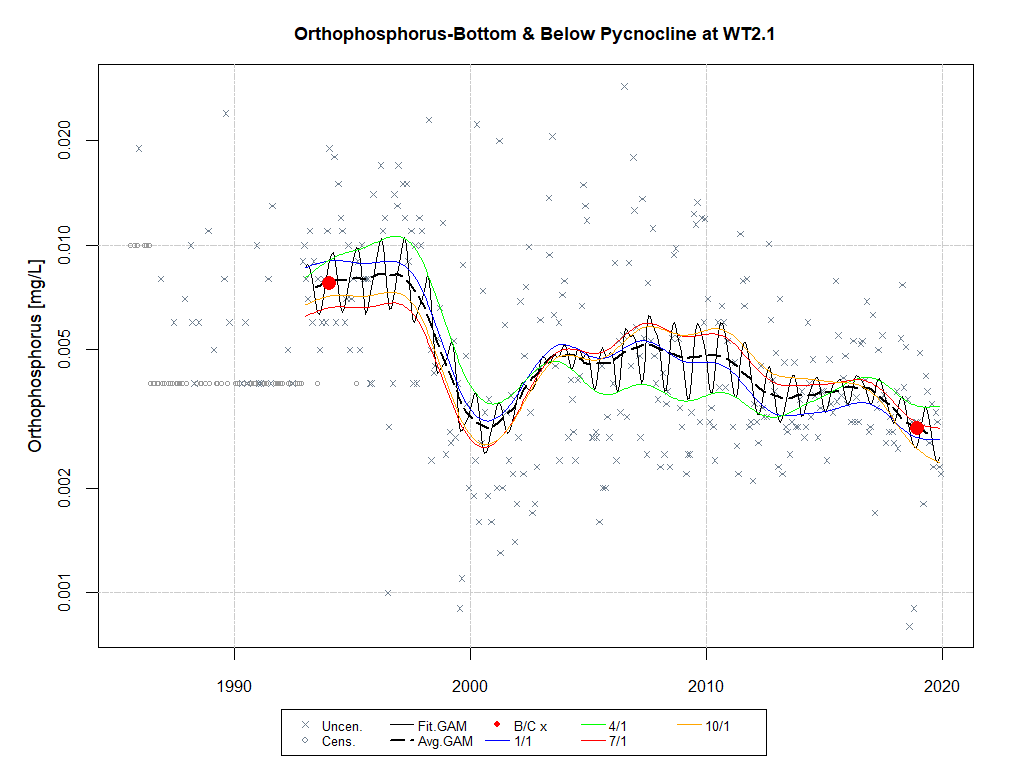 Orthophosphorus-Bottom & Below Pycnocline at WT2.1
Orthophosphorus [mg/L]
0.020
0.010
0.005
0.002
0.001
1990 2000 2010 2020
Uncen. Fit.GAM B/C x 4/1 10/1
Cens. Avg.GAM 1/1 7/1